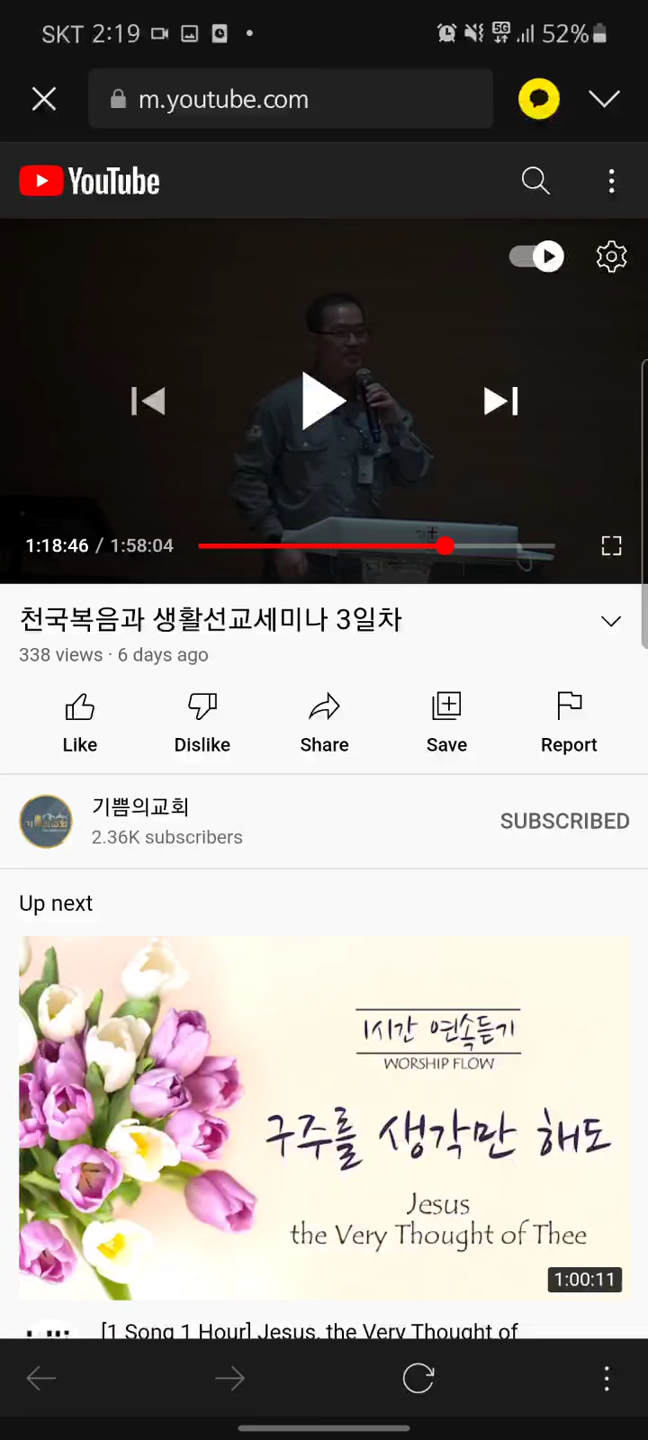 SKT 2:19
5G
52%
m.youtube.com
YouTube
1:18:46 / 1:58:04
천국복음과 생활선교세미나 3일차
338 views · 6 days ago
Like
Dislike
Share
Save
Report
기쁨의교회
2.36K subscribers
SUBSCRIBED
Up next
1시간 연속듣기
WORSHIP FLOW
구주를 생각만 해도
Jesus
the Very Thought of Thee
1:00:11
[1 Song 1 Hour] Jesus, the Very Thought of